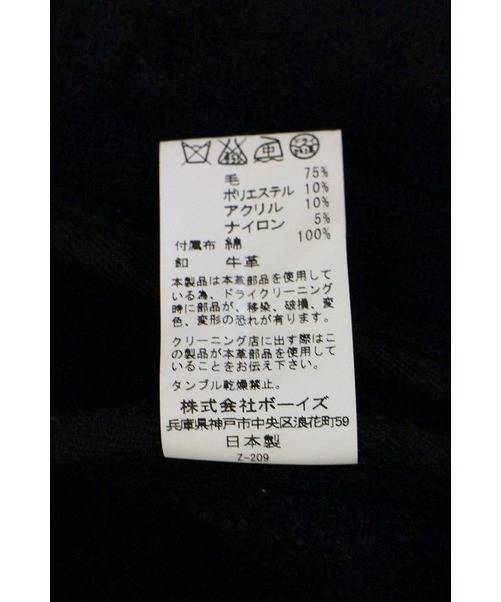 毛 75%
ポリエステル 10%
アクリル 10%
ナイロン 5%
付属布 綿 100%
釦 牛革
本製品は本革部品を使用して
いる為、ドライクリーニング
時に部品が、移染、破損、変
色、変形の恐れが有ります。
クリーニング店に出す際はこ
の製品が本革部品を使用して
いることをお伝え下さい。
タンブル乾燥禁止。
株式会社ボーイズ
兵庫県神戸市中央区浪花町59
日本製
Z-209